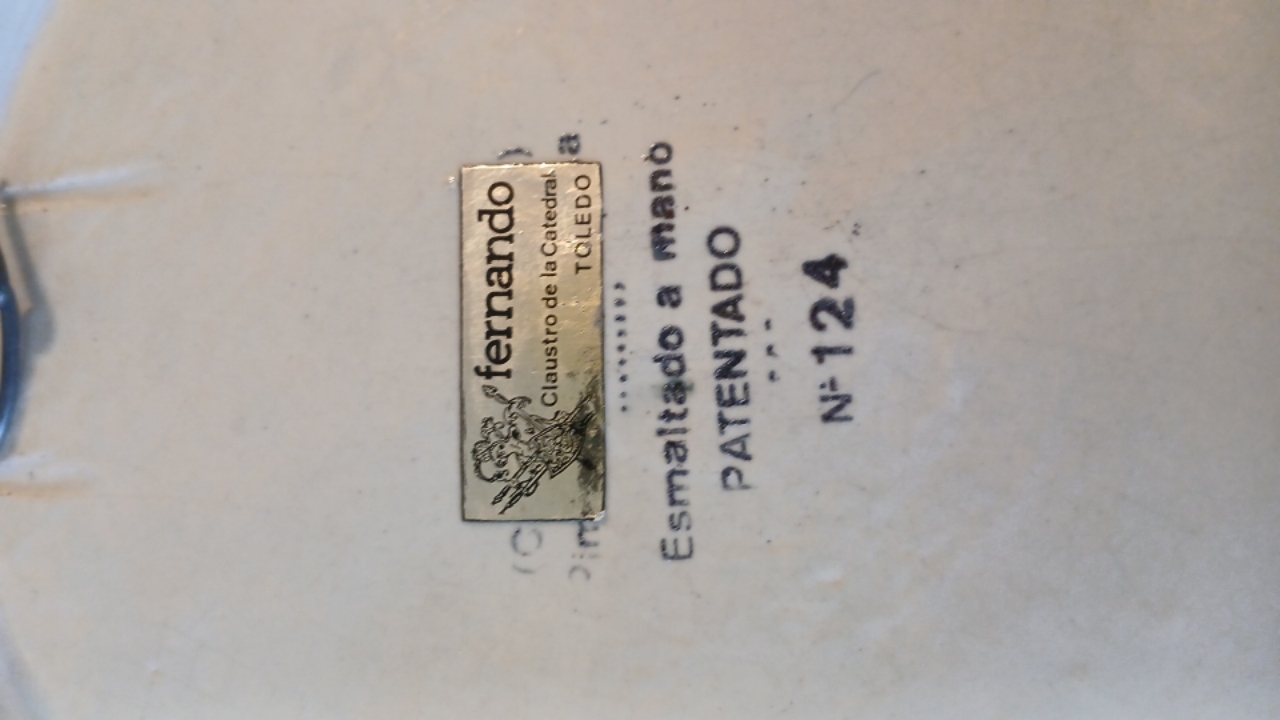 fernando
Claustro de la Catedral
TOLEDO
Esmaltado a mano
PATENTADO
Nº 124